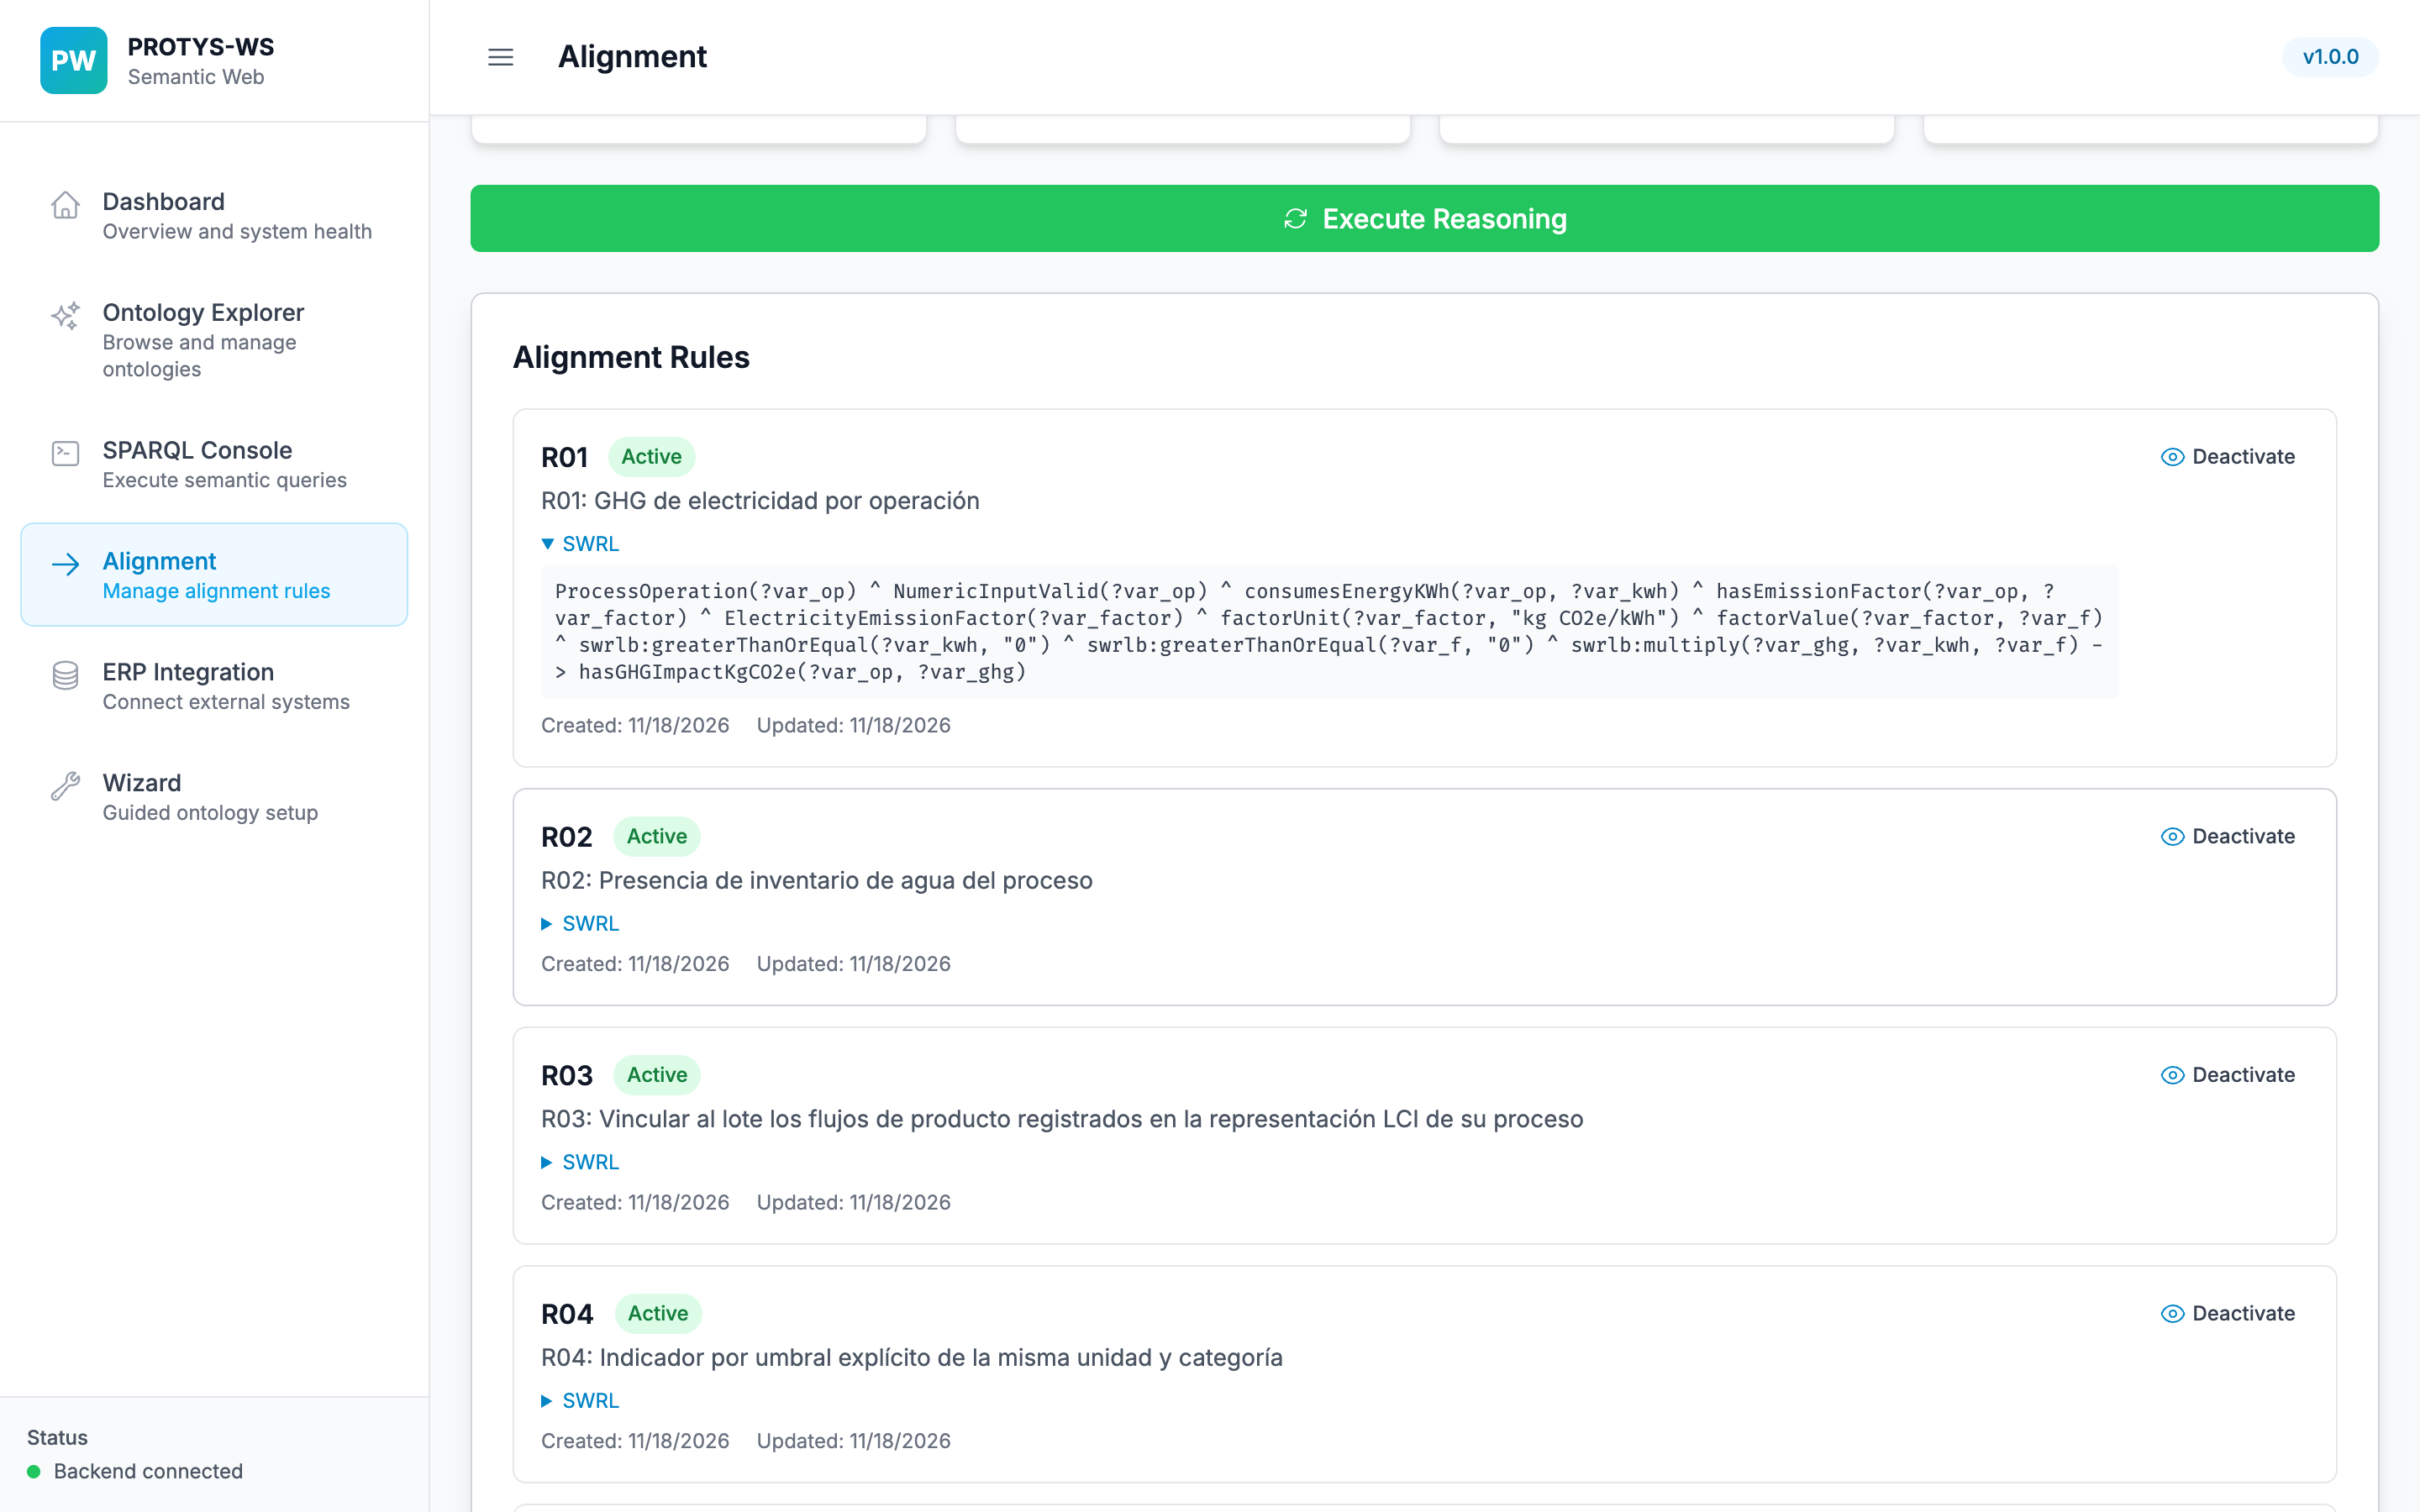 PW
PROTYS-WS
Semantic Web
Dashboard
Overview and system health
Ontology Explorer
Browse and manage
ontologies
SPARQL Console
Execute semantic queries
Alignment
Manage alignment rules
ERP Integration
Connect external systems
Wizard
Guided ontology setup
Status
Backend connected
Alignment
v1.0.0
Execute Reasoning
Alignment Rules
R01 Active Deactivate
R01: GHG de electricidad por operación
SWRL
ProcessOperation(?var_op) ^ NumericInputValid(?var_op) ^ consumesEnergyKWh(?var_op, ?var_kwh) ^ hasEmissionFactor(?var_op, ?
var_factor) ^ ElectricityEmissionFactor(?var_factor) ^ factorUnit(?var_factor, "kg CO2e/kWh") ^ factorValue(?var_factor, ?var_f)
^ swrlb:greaterThanOrEqual(?var_kwh, "0") ^ swrlb:greaterThanOrEqual(?var_f, "0") ^ swrlb:multiply(?var_ghg, ?var_kwh, ?var_f) -
> hasGHGImpactKgCO2e(?var_op, ?var_ghg)
Created: 11/18/2026 Updated: 11/18/2026
R02 Active Deactivate
R02: Presencia de inventario de agua del proceso
SWRL
Created: 11/18/2026 Updated: 11/18/2026
R03 Active Deactivate
R03: Vincular al lote los flujos de producto registrados en la representación LCI de su proceso
SWRL
Created: 11/18/2026 Updated: 11/18/2026
R04 Active Deactivate
R04: Indicador por umbral explícito de la misma unidad y categoría
SWRL
Created: 11/18/2026 Updated: 11/18/2026